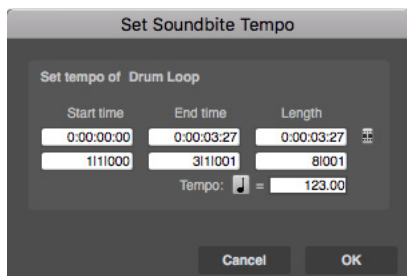 Set Soundbite Tempo
Set tempo of Drum Loop
Start time End time Length
0:00:00:00 0:00:03:27 0:00:03:27
1|1|000 3|1|001 8|001
Tempo: ♩ = 123.00
Cancel OK